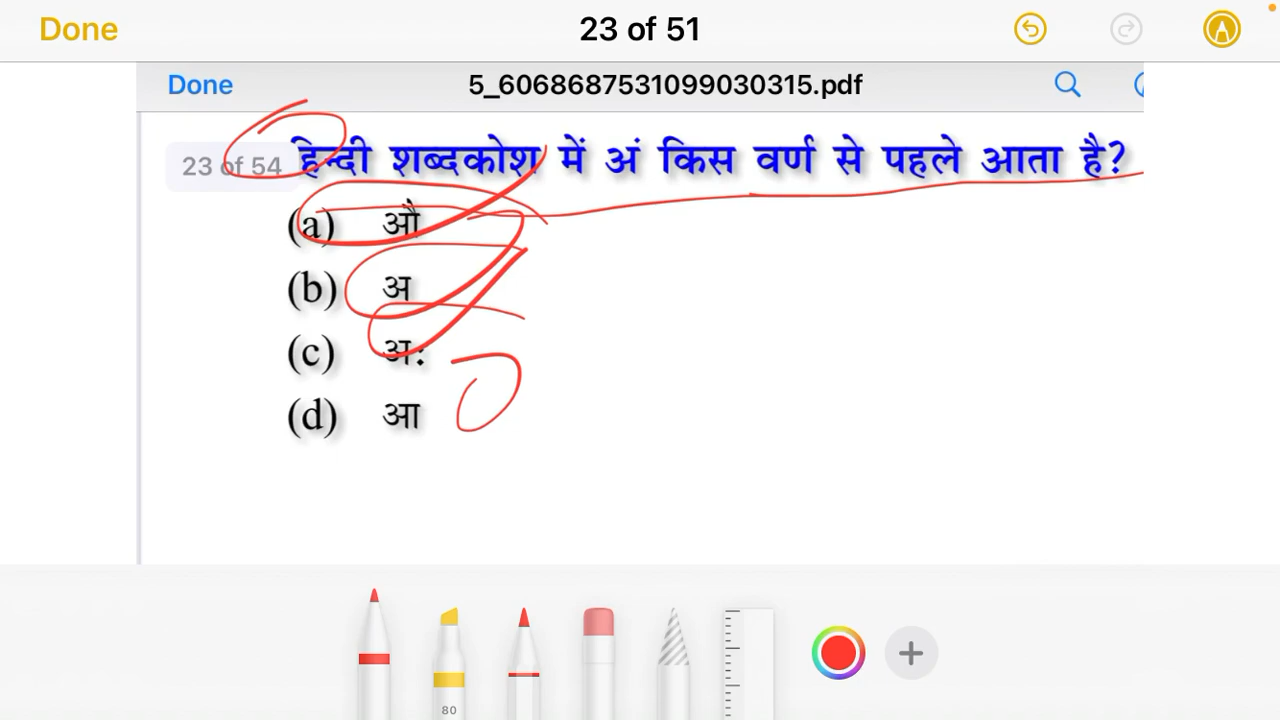 Done 23 of 51
Done 5_6068687531099030315.pdf
23 of 54 हिन्दी शब्दकोश में अं किस वर्ण से पहले आता है?
(a) औ
(b) अ
(c) अः
(d) आ
80